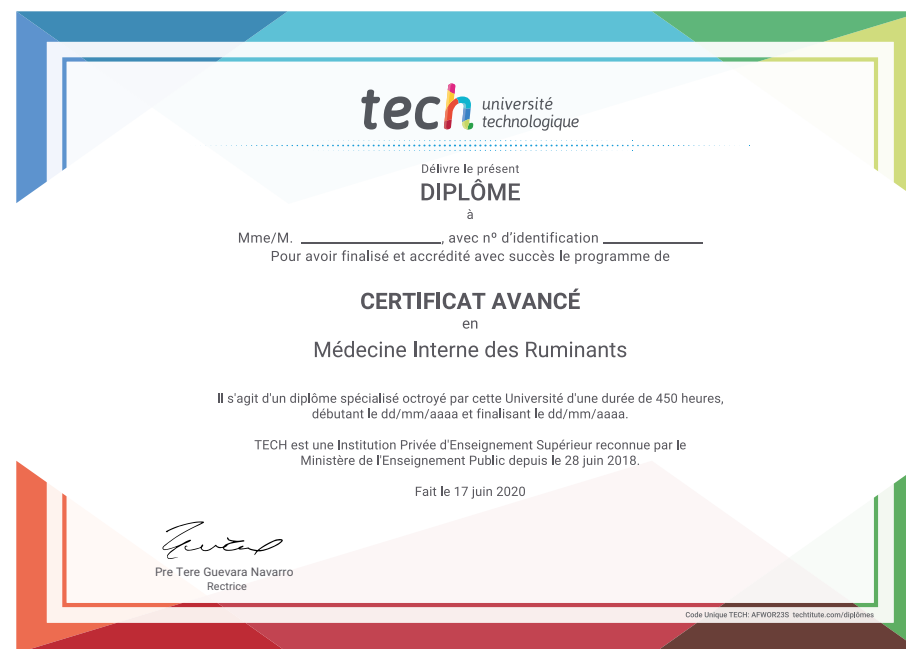 tech université
technologique
Délivre le présent
DIPLÔME
à
Mme/M. ____________________, avec nº d'identification ______________
Pour avoir finalisé et accrédité avec succès le programme de
CERTIFICAT AVANCÉ
en
Médecine Interne des Ruminants
Il s'agit d'un diplôme spécialisé octroyé par cette Université d'une durée de 450 heures,
débutant le dd/mm/aaaa et finalisant le dd/mm/aaaa.
TECH est une Institution Privée d'Enseignement Supérieur reconnue par le
Ministère de l'Enseignement Public depuis le 28 juin 2018.
Fait le 17 juin 2020
Pre Tere Guevara Navarro
Rectrice
Code Unique TECH: AFWOR23S techtitute.com/diplômes